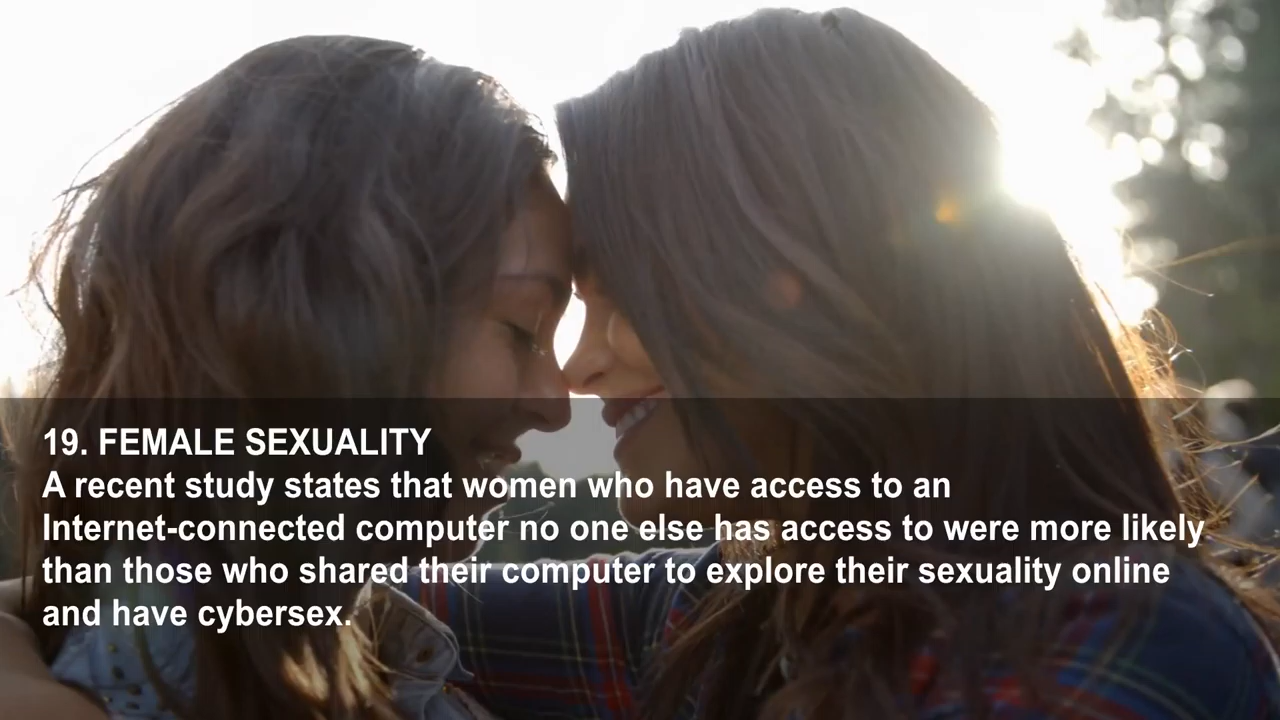 19. FEMALE SEXUALITY
A recent study states that women who have access to an
Internet-connected computer no one else has access to were more likely
than those who shared their computer to explore their sexuality online
and have cybersex.